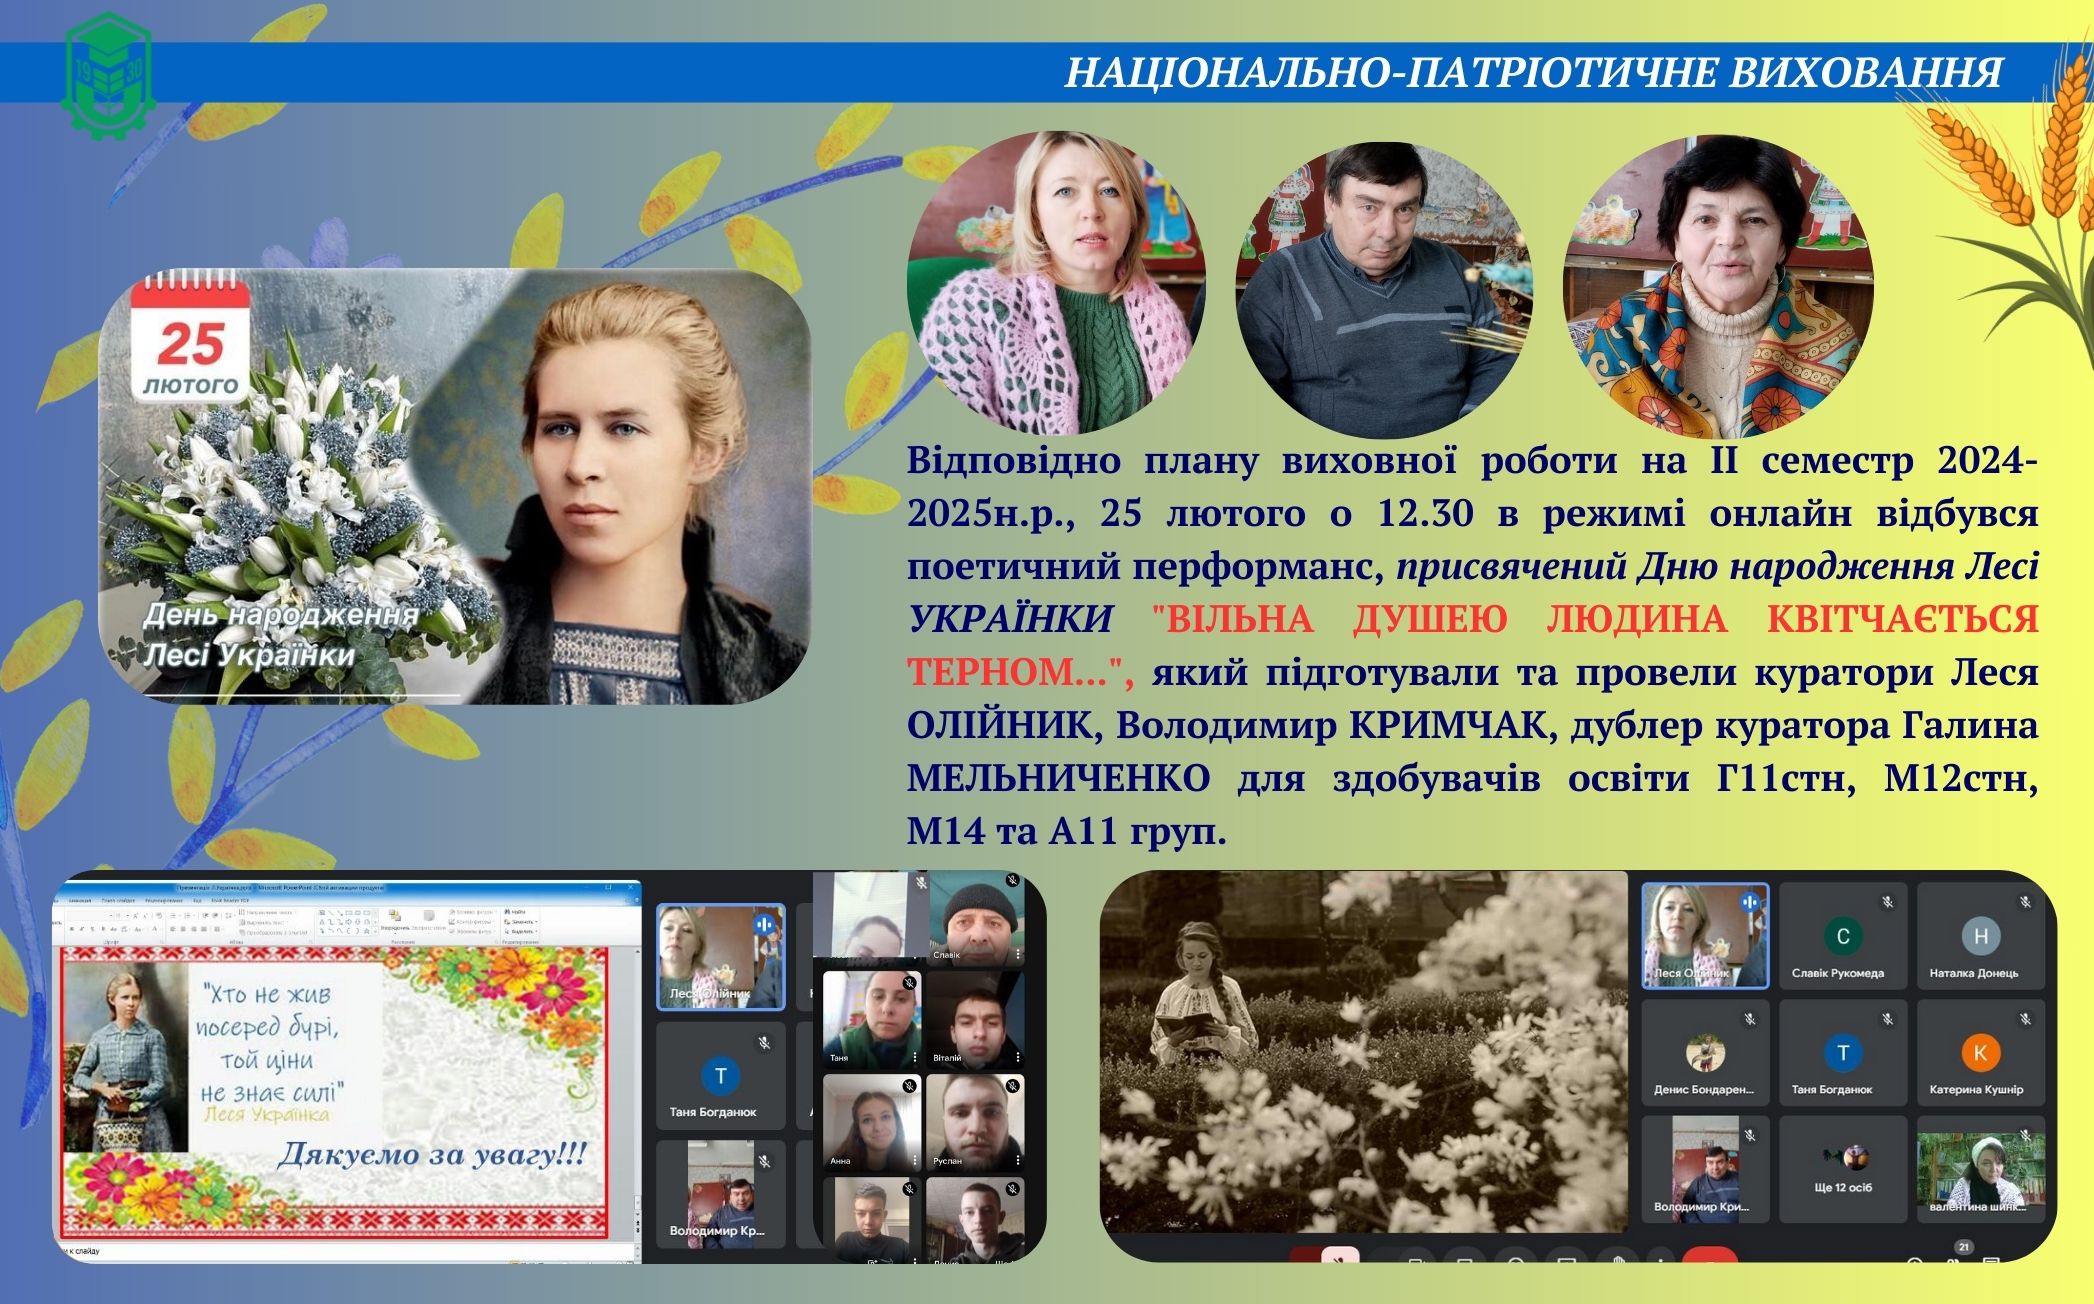 НАЦІОНАЛЬНО-ПАТРІОТИЧНЕ ВИХОВАННЯ
19 30
25
ЛЮТОГО
День народження
Лесі Українки
Відповідно плану виховної роботи на ІІ семестр 2024-
2025н.р., 25 лютого о 12.30 в режимі онлайн відбувся
поетичний перформанс, присвячений Дню народження Лесі
УКРАЇНКИ "ВІЛЬНА ДУШЕЮ ЛЮДИНА КВІТЧАЄТЬСЯ
ТЕРНОМ...", який підготували та провели куратори Леся
ОЛІЙНИК, Володимир КРИМЧАК, дублер куратора Галина
МЕЛЬНИЧЕНКО для здобувачів освіти Г11стн, М12стн,
М14 та А11 груп.
"Хто не жив
посеред бурі,
той ціни
не знає силі"
Леся Українка
Дякуємо за увагу!!!
Леся Олійник
Т
Таня Богданюк
Володимир Кр...
Славік
Таня
Віталій
Анна
Руслан
Леся Олійник
С
Славік Рукомеда
Н
Наталка Донець
Денис Бондарен...
Т
Таня Богданюк
К
Катерина Кушнір
Володимир Кри...
Ще 12 осіб
валентина шинк...
21